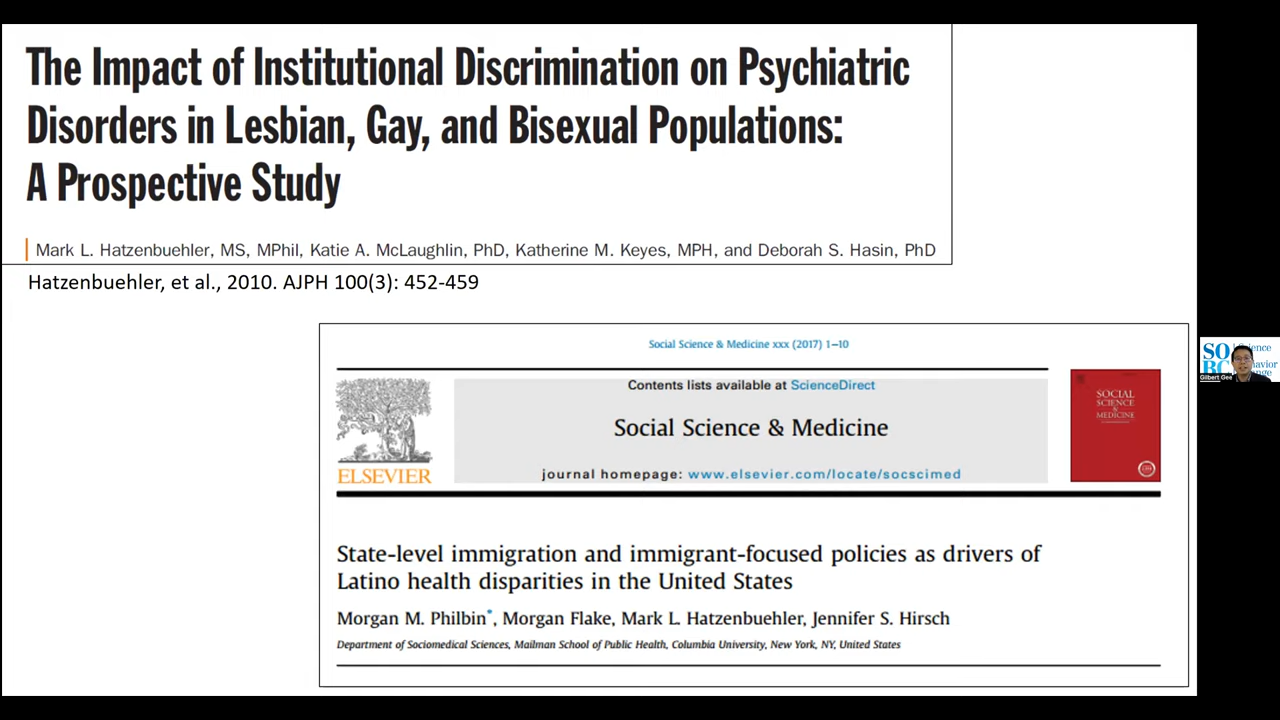 The Impact of Institutional Discrimination on Psychiatric
Disorders in Lesbian, Gay, and Bisexual Populations:
A Prospective Study
Mark L. Hatzenbuehler, MS, MPhil, Katie A. McLaughlin, PhD, Katherine M. Keyes, MPH, and Deborah S. Hasin, PhD
Hatzenbuehler, et al., 2010. AJPH 100(3): 452-459
Social Science & Medicine xxx (2017) 1–10
Contents lists available at ScienceDirect
Social Science & Medicine
journal homepage: www.elsevier.com/locate/socscimed
ELSEVIER
SOCIAL
SCIENCE
&
MEDICINE
State-level immigration and immigrant-focused policies as drivers of
Latino health disparities in the United States
Morgan M. Philbin*, Morgan Flake, Mark L. Hatzenbuehler, Jennifer S. Hirsch
Department of Sociomedical Sciences, Mailman School of Public Health, Columbia University, New York, NY, United States
SO
BC
Gilbert Gee